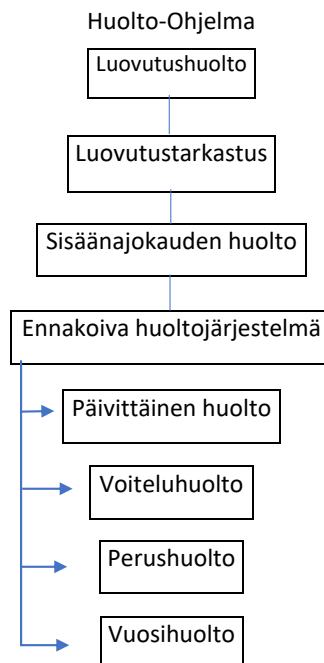 Huolto-Ohjelma
Luovutushuolto
Luovutustarkastus
Sisäänajokauden huolto
Ennakoiva huoltojärjestelmä
Päivittäinen huolto
Voiteluhuolto
Perushuolto
Vuosihuolto